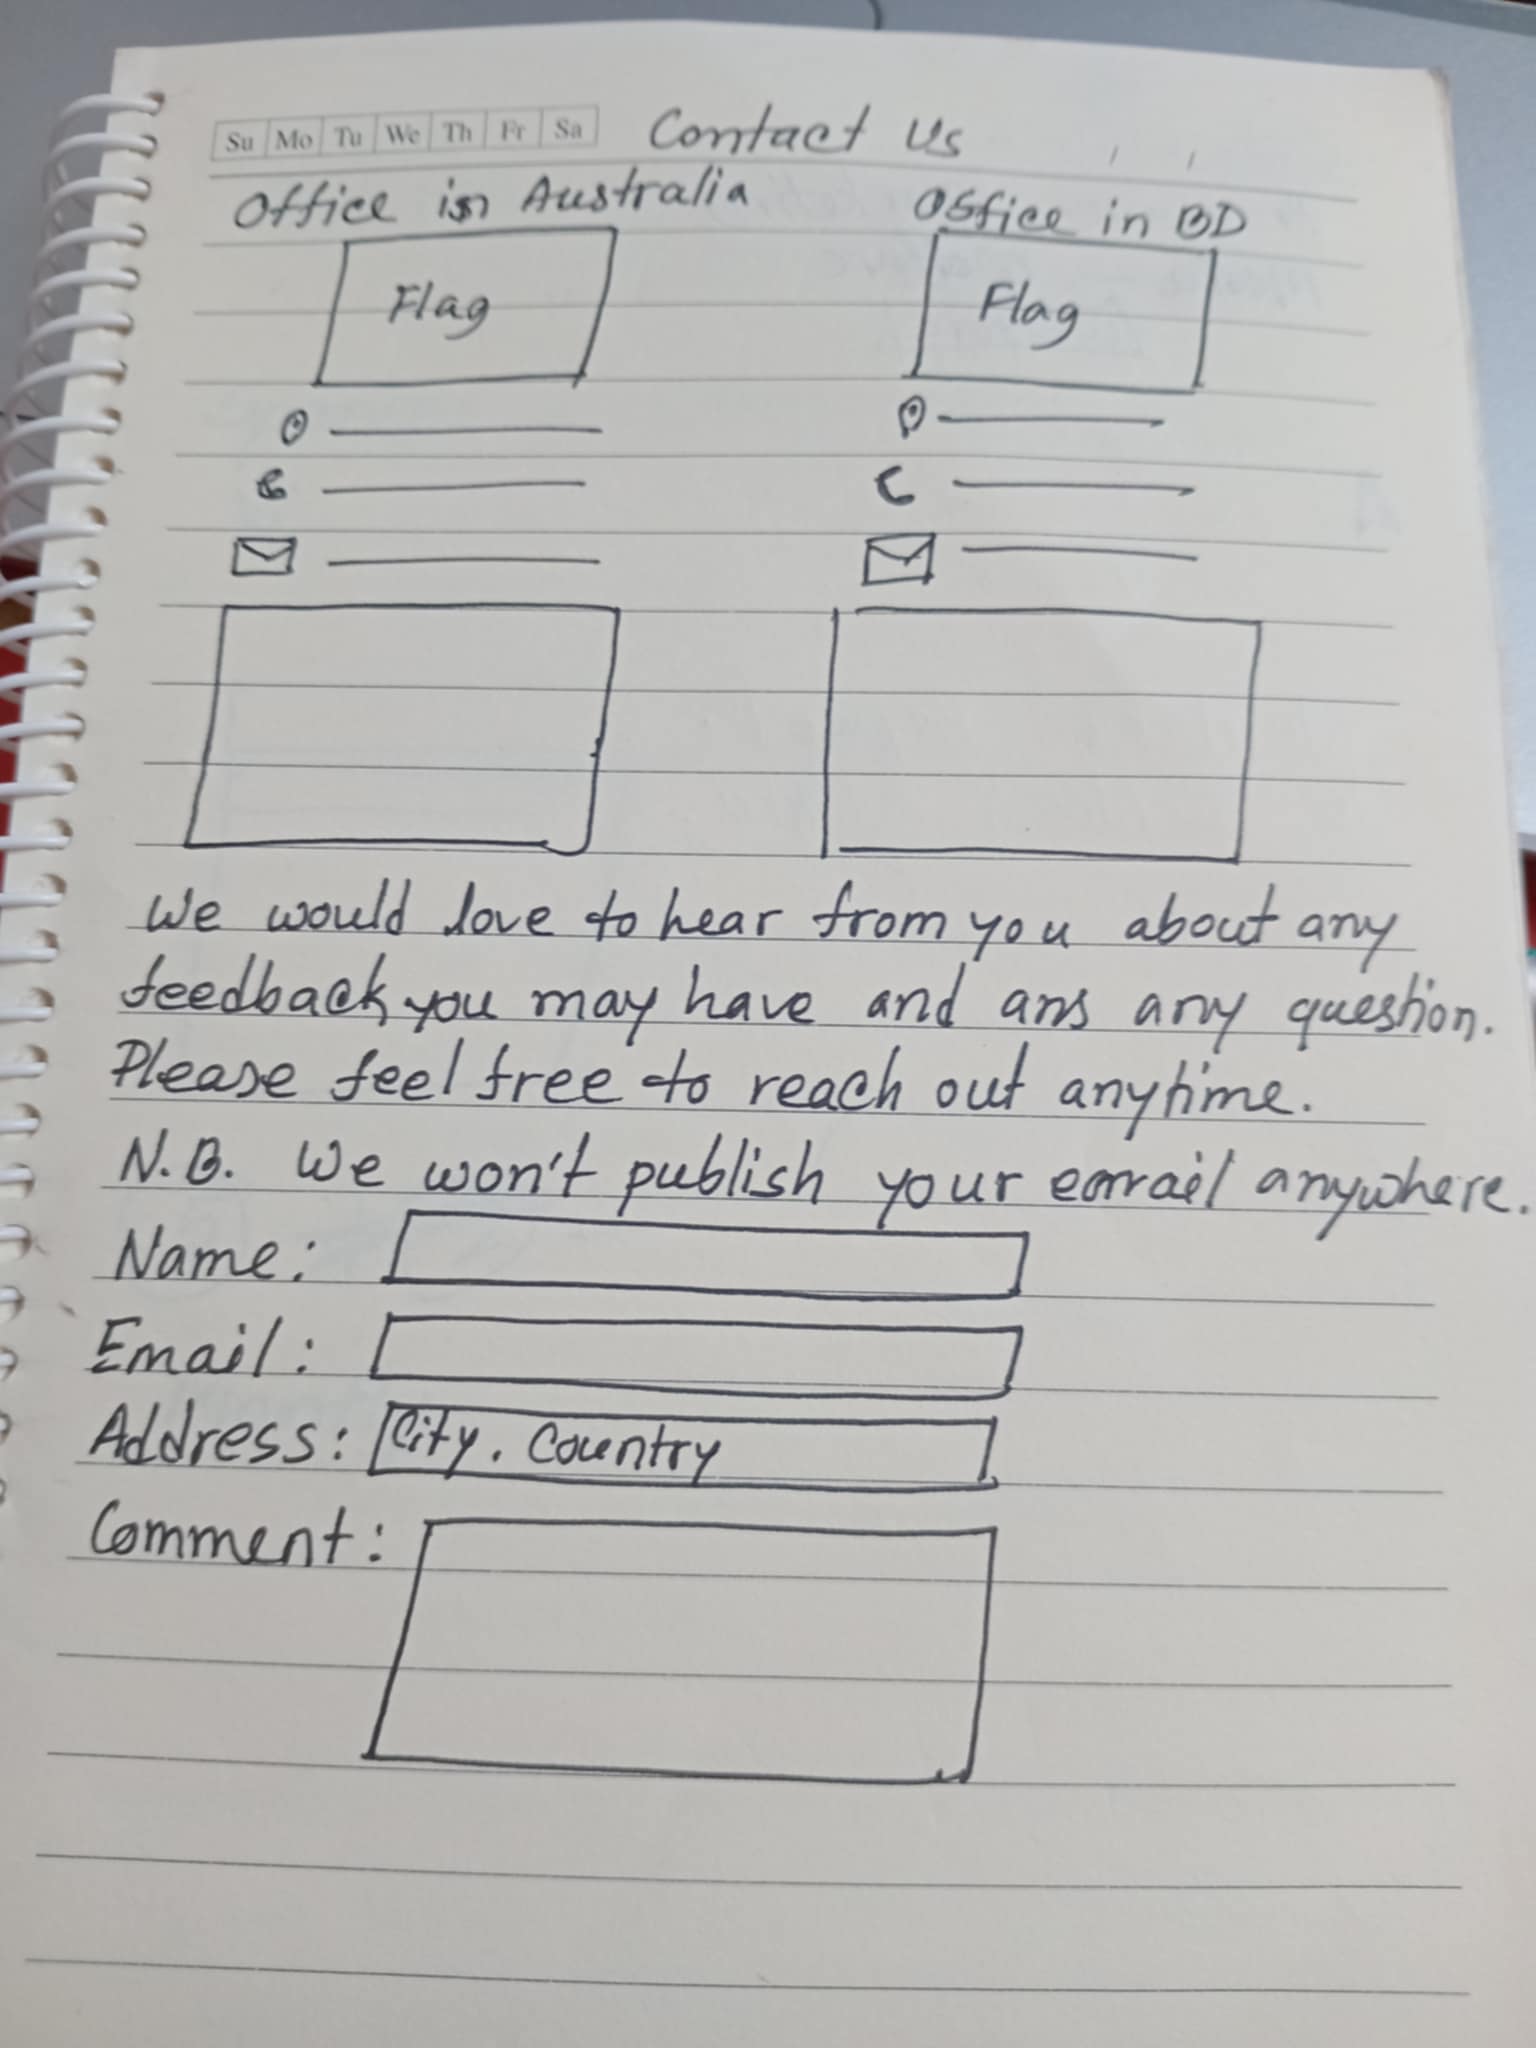 Su Mo Tu We Th Fr Sa
Contact Us
Office in Australia
Office in BD
Flag
Flag
We would love to hear from you about any
feedback you may have and ans any question.
Please feel free to reach out anytime.
N.B. We won't publish your email anywhere.
Name:
Email:
Address: City, Country
Comment: